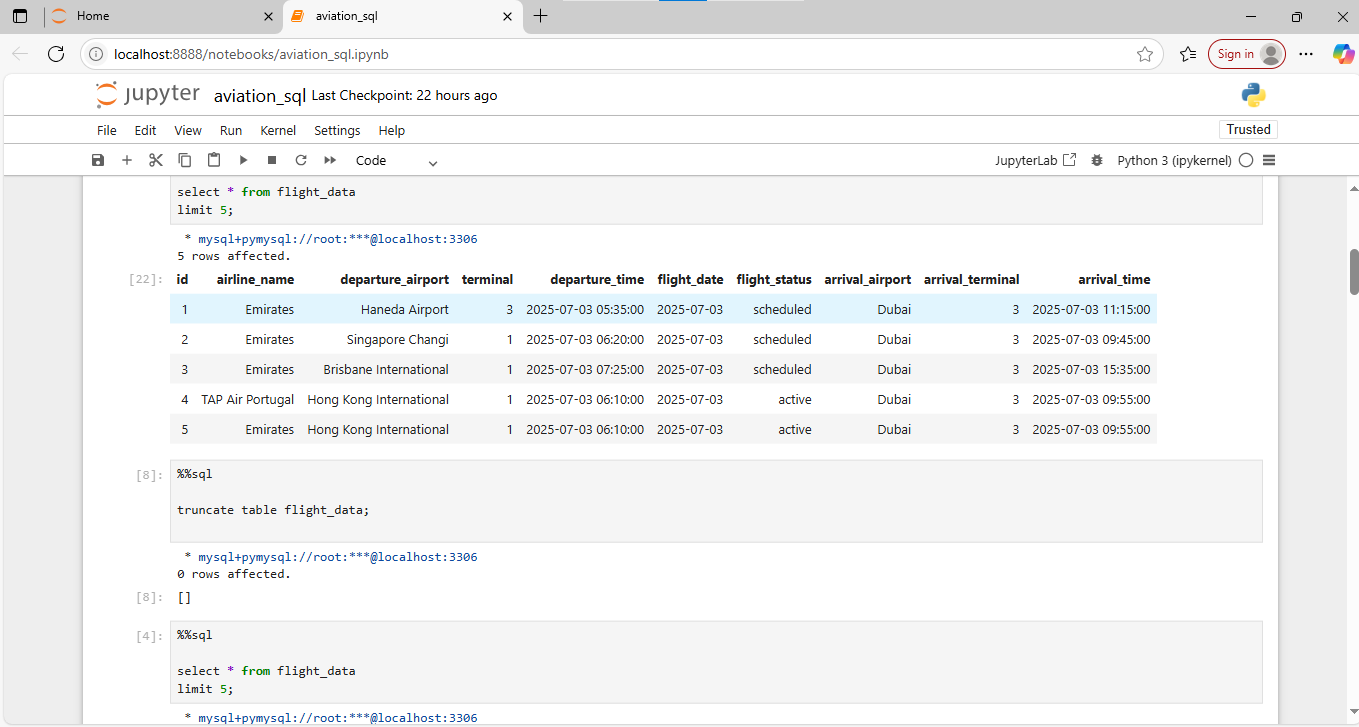 Home
aviation_sql
localhost:8888/notebooks/aviation_sql.ipynb
Sign in
jupyter aviation_sql Last Checkpoint: 22 hours ago
File Edit View Run Kernel Settings Help
Trusted
Code
JupyterLab
Python 3 (ipykernel)
select * from flight_data
limit 5;
* mysql+pymysql://root:***@localhost:3306
5 rows affected.
[22]: id airline_name departure_airport terminal departure_time flight_date flight_status arrival_airport arrival_terminal arrival_time
1 Emirates Haneda Airport 3 2025-07-03 05:35:00 2025-07-03 scheduled Dubai 3 2025-07-03 11:15:00
2 Emirates Singapore Changi 1 2025-07-03 06:20:00 2025-07-03 scheduled Dubai 3 2025-07-03 09:45:00
3 Emirates Brisbane International 1 2025-07-03 07:25:00 2025-07-03 scheduled Dubai 3 2025-07-03 15:35:00
4 TAP Air Portugal Hong Kong International 1 2025-07-03 06:10:00 2025-07-03 active Dubai 3 2025-07-03 09:55:00
5 Emirates Hong Kong International 1 2025-07-03 06:10:00 2025-07-03 active Dubai 3 2025-07-03 09:55:00
[8]: %%sql
truncate table flight_data;
* mysql+pymysql://root:***@localhost:3306
0 rows affected.
[8]: []
[4]: %%sql
select * from flight_data
limit 5;
* mysql+pymysql://root:***@localhost:3306